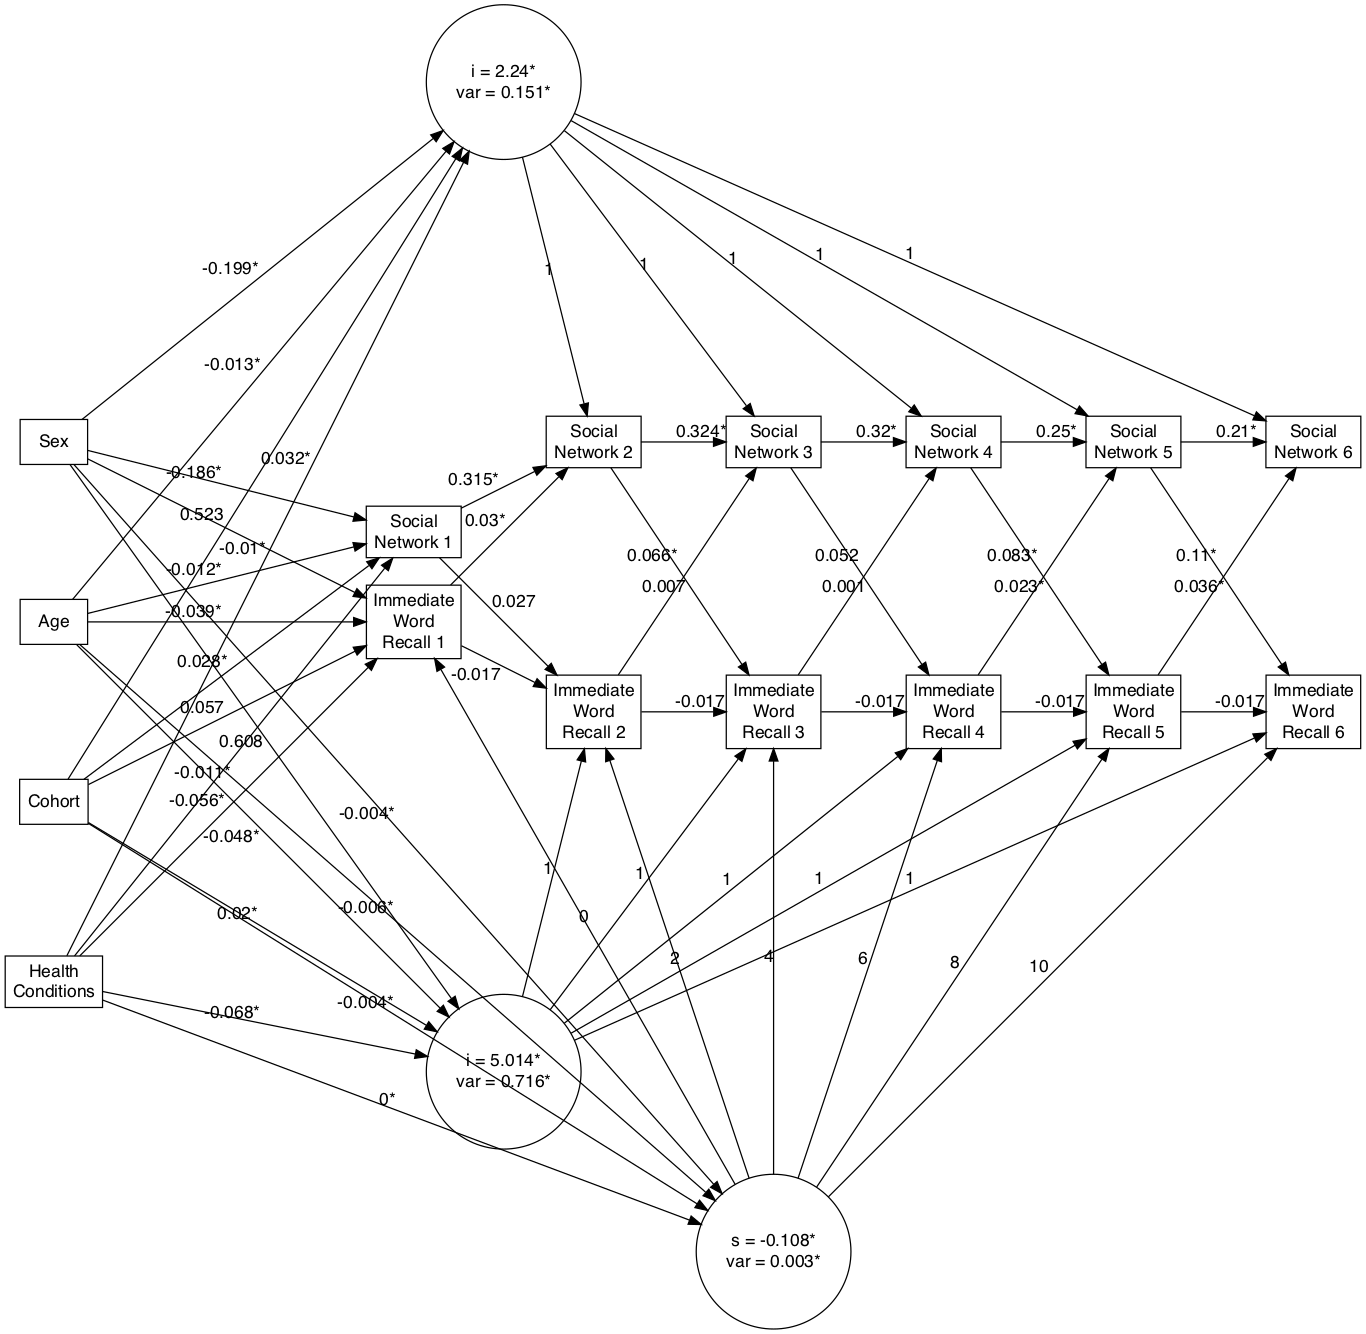 i = 2.24*
var = 0.151*
-0.199*
1
1
1
1
1
-0.013*
Sex
Social
Network 2
0.324*
Social
Network 3
0.32*
Social
Network 4
0.25*
Social
Network 5
0.21*
Social
Network 6
-0.186*
0.032*
0.315*
0.523
Social
Network 1
0.03*
-0.01*
-0.012*
0.066*
0.007
0.052
0.001
0.083*
0.023*
0.11*
0.036*
Age
-0.039*
Immediate
Word
Recall 1
0.027
0.028*
-0.017
Immediate
Word
Recall 2
-0.017
Immediate
Word
Recall 3
-0.017
Immediate
Word
Recall 4
-0.017
Immediate
Word
Recall 5
-0.017
Immediate
Word
Recall 6
0.057
0.608
-0.011*
Cohort
-0.056*
-0.004*
-0.048*
1
1
1
1
1
0.02*
-0.006*
0
2
4
6
8
10
Health
Conditions
-0.068*
-0.004*
i = 5.014*
var = 0.716*
0*
s = -0.108*
var = 0.003*